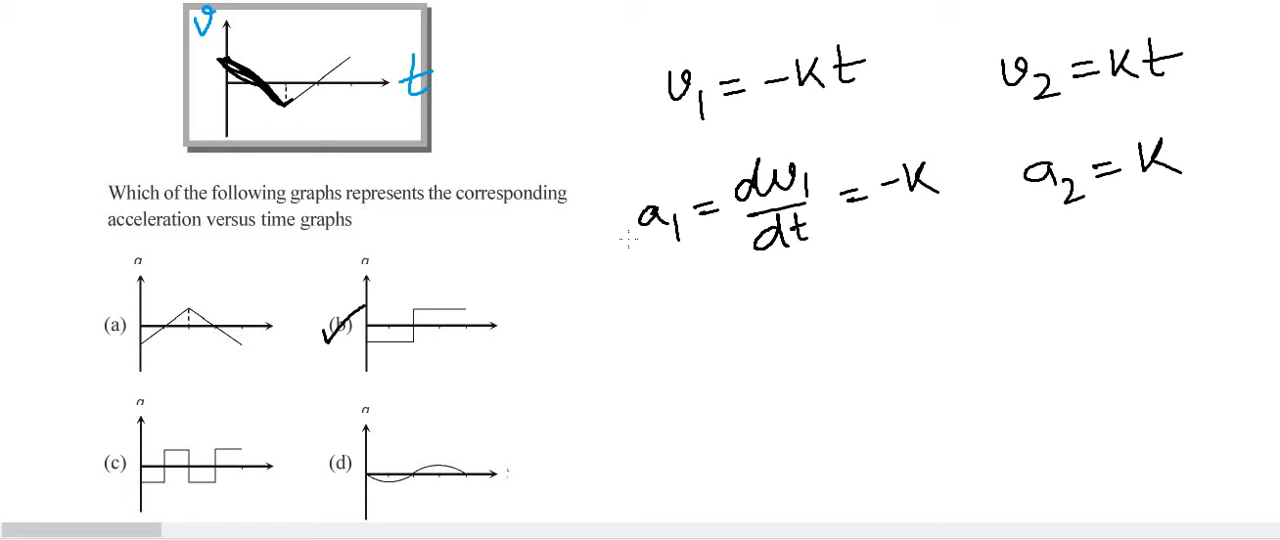 v
t
v₁ = -kt
v₂ = kt
a₁ = dv₁/dt = -k
a₂ = k
Which of the following graphs represents the corresponding
acceleration versus time graphs
a
a
(a)
(b)
a
a
(c)
(d)